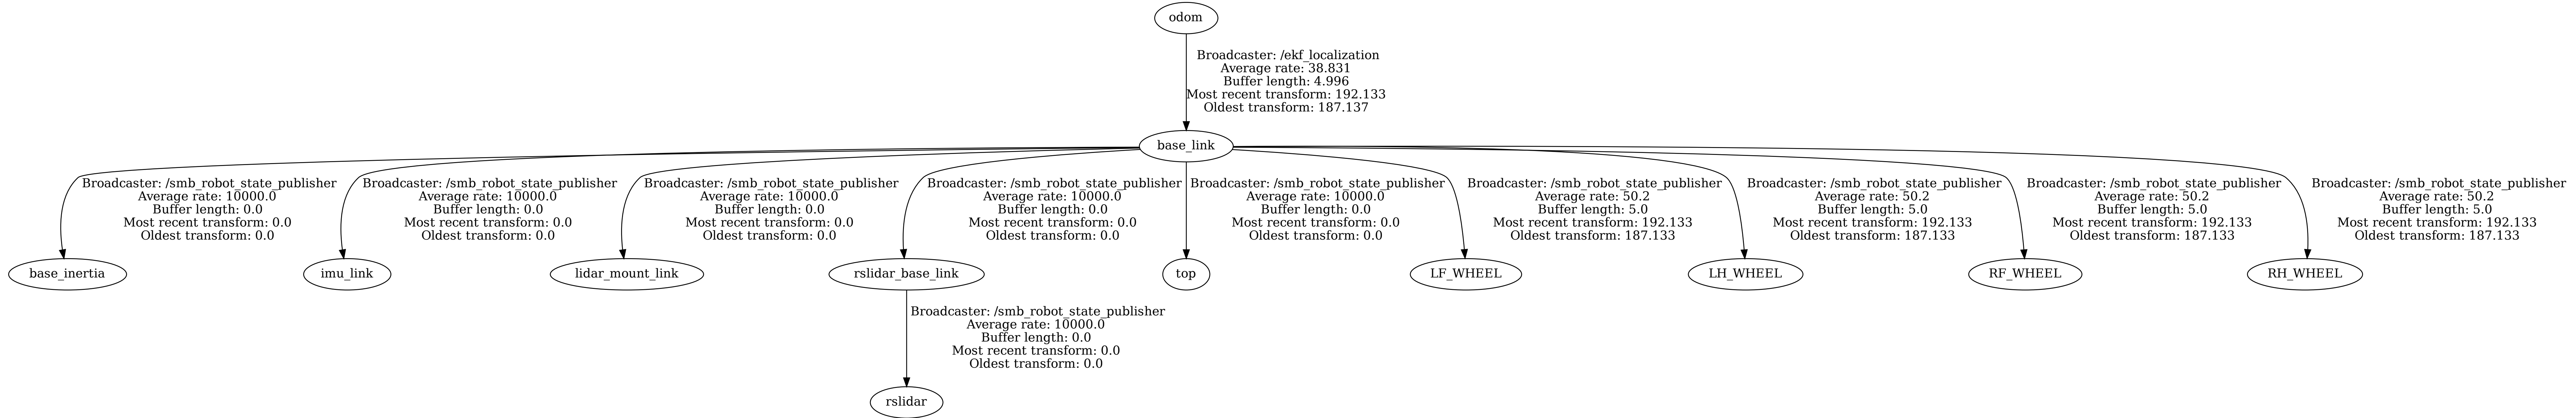 odom
Broadcaster: /ekf_localization
Average rate: 38.831
Buffer length: 4.996
Most recent transform: 192.133
Oldest transform: 187.137
base_link
Broadcaster: /smb_robot_state_publisher
Average rate: 10000.0
Buffer length: 0.0
Most recent transform: 0.0
Oldest transform: 0.0
Broadcaster: /smb_robot_state_publisher
Average rate: 10000.0
Buffer length: 0.0
Most recent transform: 0.0
Oldest transform: 0.0
Broadcaster: /smb_robot_state_publisher
Average rate: 10000.0
Buffer length: 0.0
Most recent transform: 0.0
Oldest transform: 0.0
Broadcaster: /smb_robot_state_publisher
Average rate: 10000.0
Buffer length: 0.0
Most recent transform: 0.0
Oldest transform: 0.0
Broadcaster: /smb_robot_state_publisher
Average rate: 10000.0
Buffer length: 0.0
Most recent transform: 0.0
Oldest transform: 0.0
Broadcaster: /smb_robot_state_publisher
Average rate: 50.2
Buffer length: 5.0
Most recent transform: 192.133
Oldest transform: 187.133
Broadcaster: /smb_robot_state_publisher
Average rate: 50.2
Buffer length: 5.0
Most recent transform: 192.133
Oldest transform: 187.133
Broadcaster: /smb_robot_state_publisher
Average rate: 50.2
Buffer length: 5.0
Most recent transform: 192.133
Oldest transform: 187.133
Broadcaster: /smb_robot_state_publisher
Average rate: 50.2
Buffer length: 5.0
Most recent transform: 192.133
Oldest transform: 187.133
base_inertia
imu_link
lidar_mount_link
rslidar_base_link
top
LF_WHEEL
LH_WHEEL
RF_WHEEL
RH_WHEEL
Broadcaster: /smb_robot_state_publisher
Average rate: 10000.0
Buffer length: 0.0
Most recent transform: 0.0
Oldest transform: 0.0
rslidar